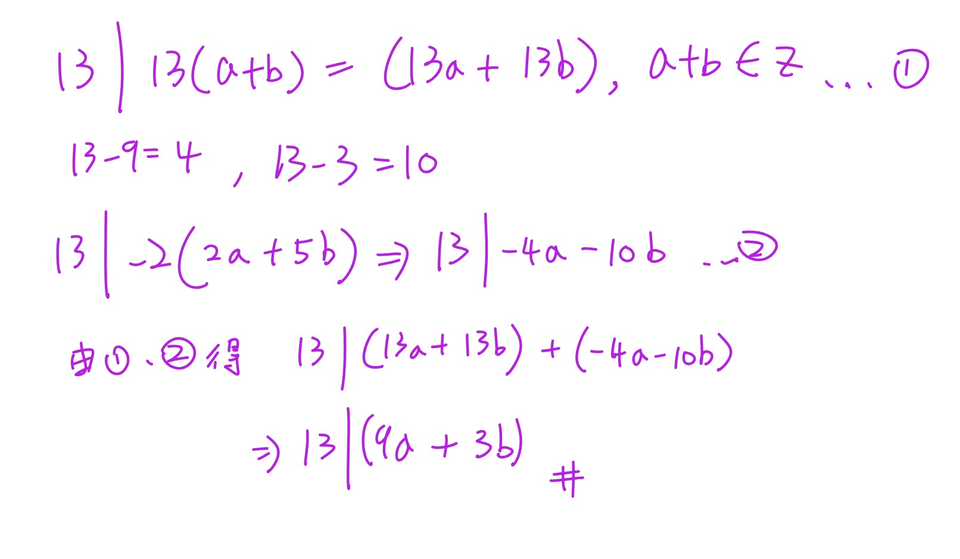 13 | 13(a+b) = (13a + 13b), a+b ∈ Z ... ①
13-9=4 , 13-3=10
13 | -2(2a+5b) ⇒ 13 | -4a-10b ... ②
由①、②得 13 | (13a+13b) + (-4a-10b)
⇒ 13 | (9a + 3b) #